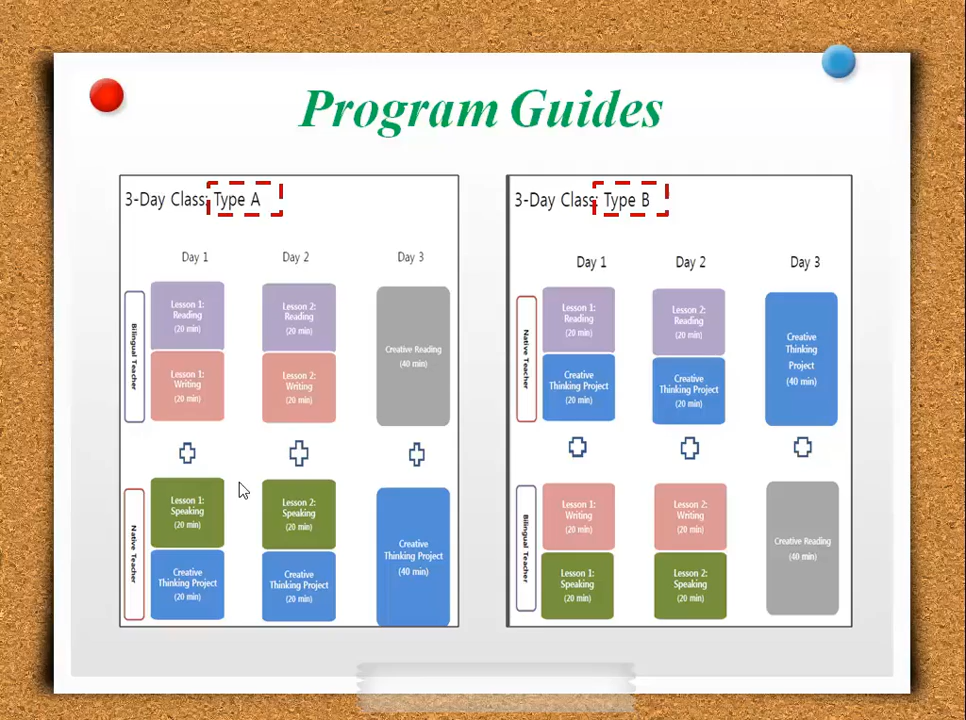 Program Guides
3-Day Class: Type A
Day 1
Day 2
Day 3
Bilingual Teacher
Lesson 1:
Reading
(20 min)
Lesson 2:
Reading
(20 min)
Creative Reading
(40 min)
Lesson 1:
Writing
(20 min)
Lesson 2:
Writing
(20 min)
Native Teacher
Lesson 1:
Speaking
(20 min)
Lesson 2:
Speaking
(20 min)
Creative
Thinking Project
(40 min)
Creative
Thinking Project
(20 min)
Creative
Thinking Project
(20 min)
3-Day Class: Type B
Day 1
Day 2
Day 3
Native Teacher
Lesson 1:
Reading
(20 min)
Lesson 2:
Reading
(20 min)
Creative
Thinking
Project
(40 min)
Creative
Thinking Project
(20 min)
Creative
Thinking Project
(20 min)
Bilingual Teacher
Lesson 1:
Writing
(20 min)
Lesson 2:
Writing
(20 min)
Creative Reading
(40 min)
Lesson 1:
Speaking
(20 min)
Lesson 2:
Speaking
(20 min)